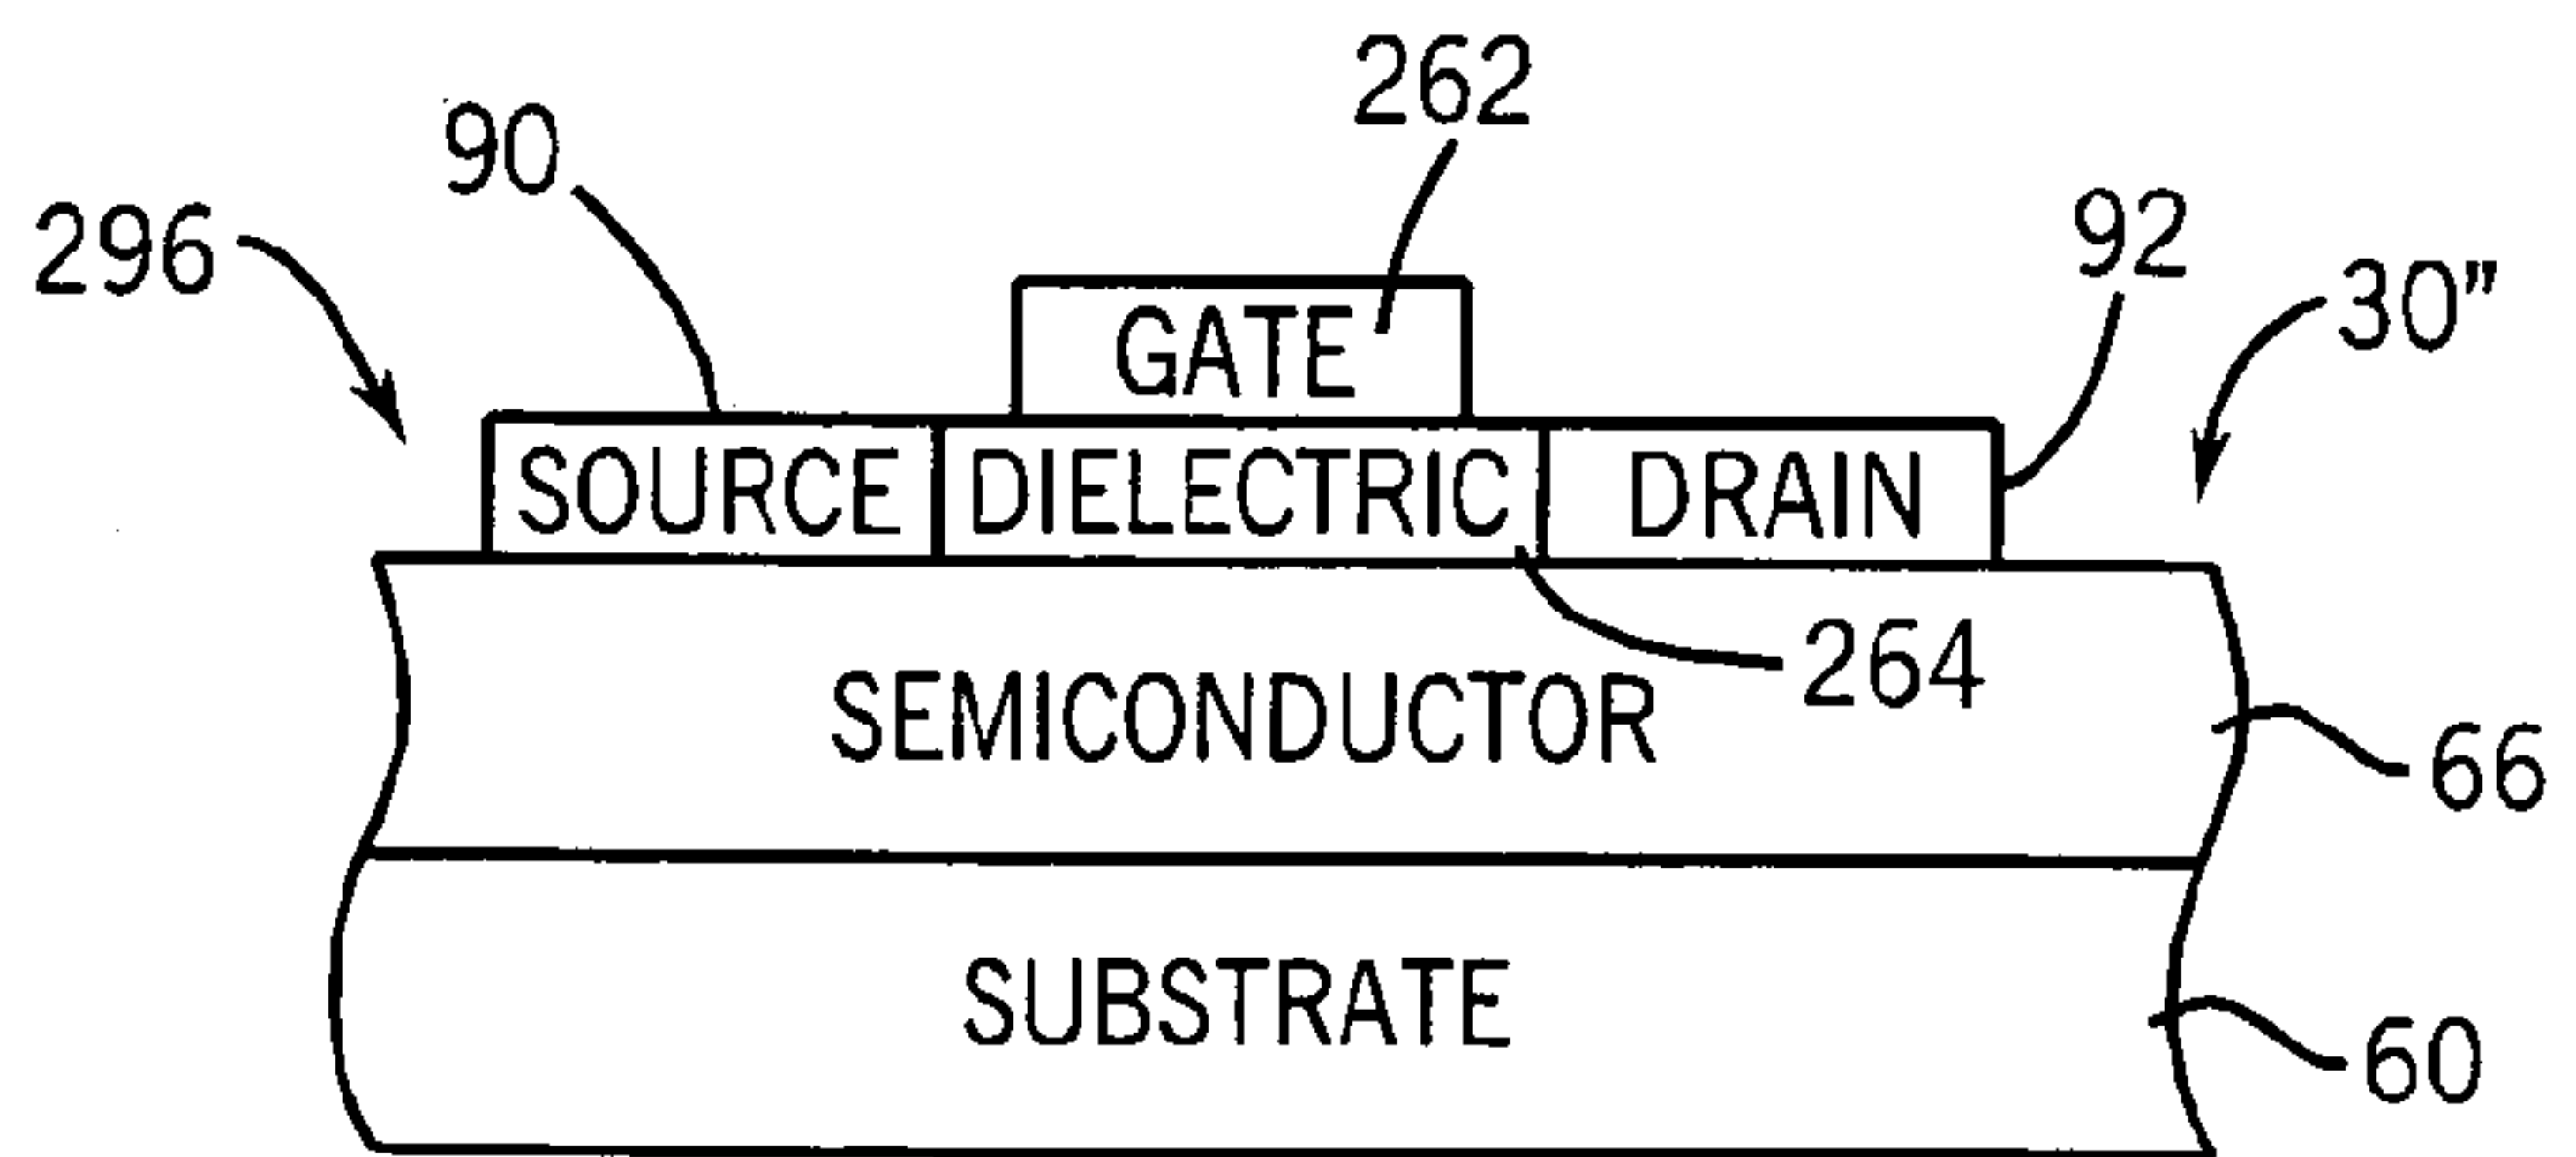 262
90
92
296
30”
GATE
SOURCE DIELECTRIC DRAIN
264
SEMICONDUCTOR
66
SUBSTRATE
60